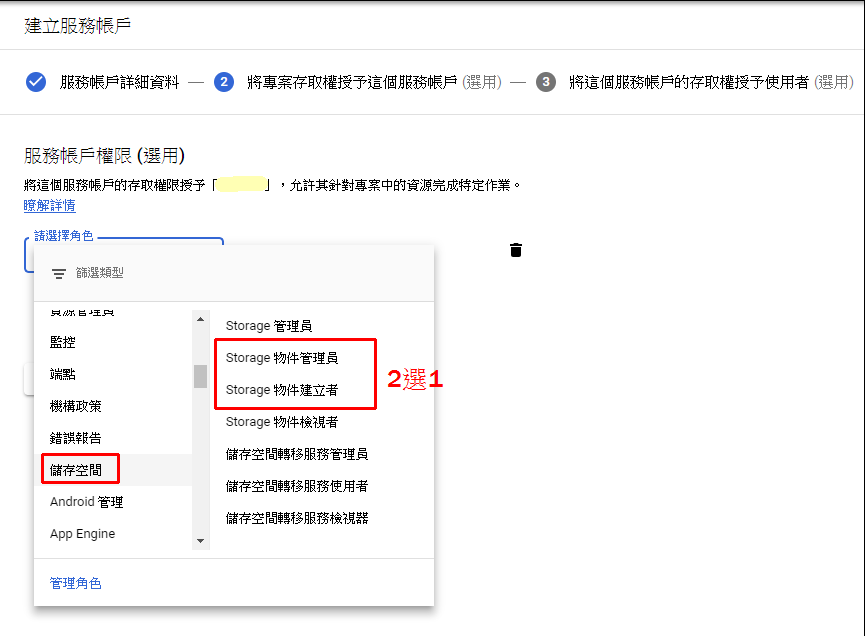 建立服務帳戶
服務帳戶詳細資料 — 2 將專案存取權授予這個服務帳戶 (選用) — 3 將這個服務帳戶的存取權授予使用者 (選用)
服務帳戶權限 (選用)
將這個服務帳戶的存取權限授予「 」，允許其針對專案中的資源完成特定作業。
瞭解詳情
請選擇角色
篩選類型
資源管理員
監控
端點
機構政策
錯誤報告
儲存空間
Android 管理
App Engine
Storage 管理員
Storage 物件管理員
Storage 物件建立者
Storage 物件檢視者
儲存空間轉移服務管理員
儲存空間轉移服務使用者
儲存空間轉移服務檢視器
2選1
管理角色